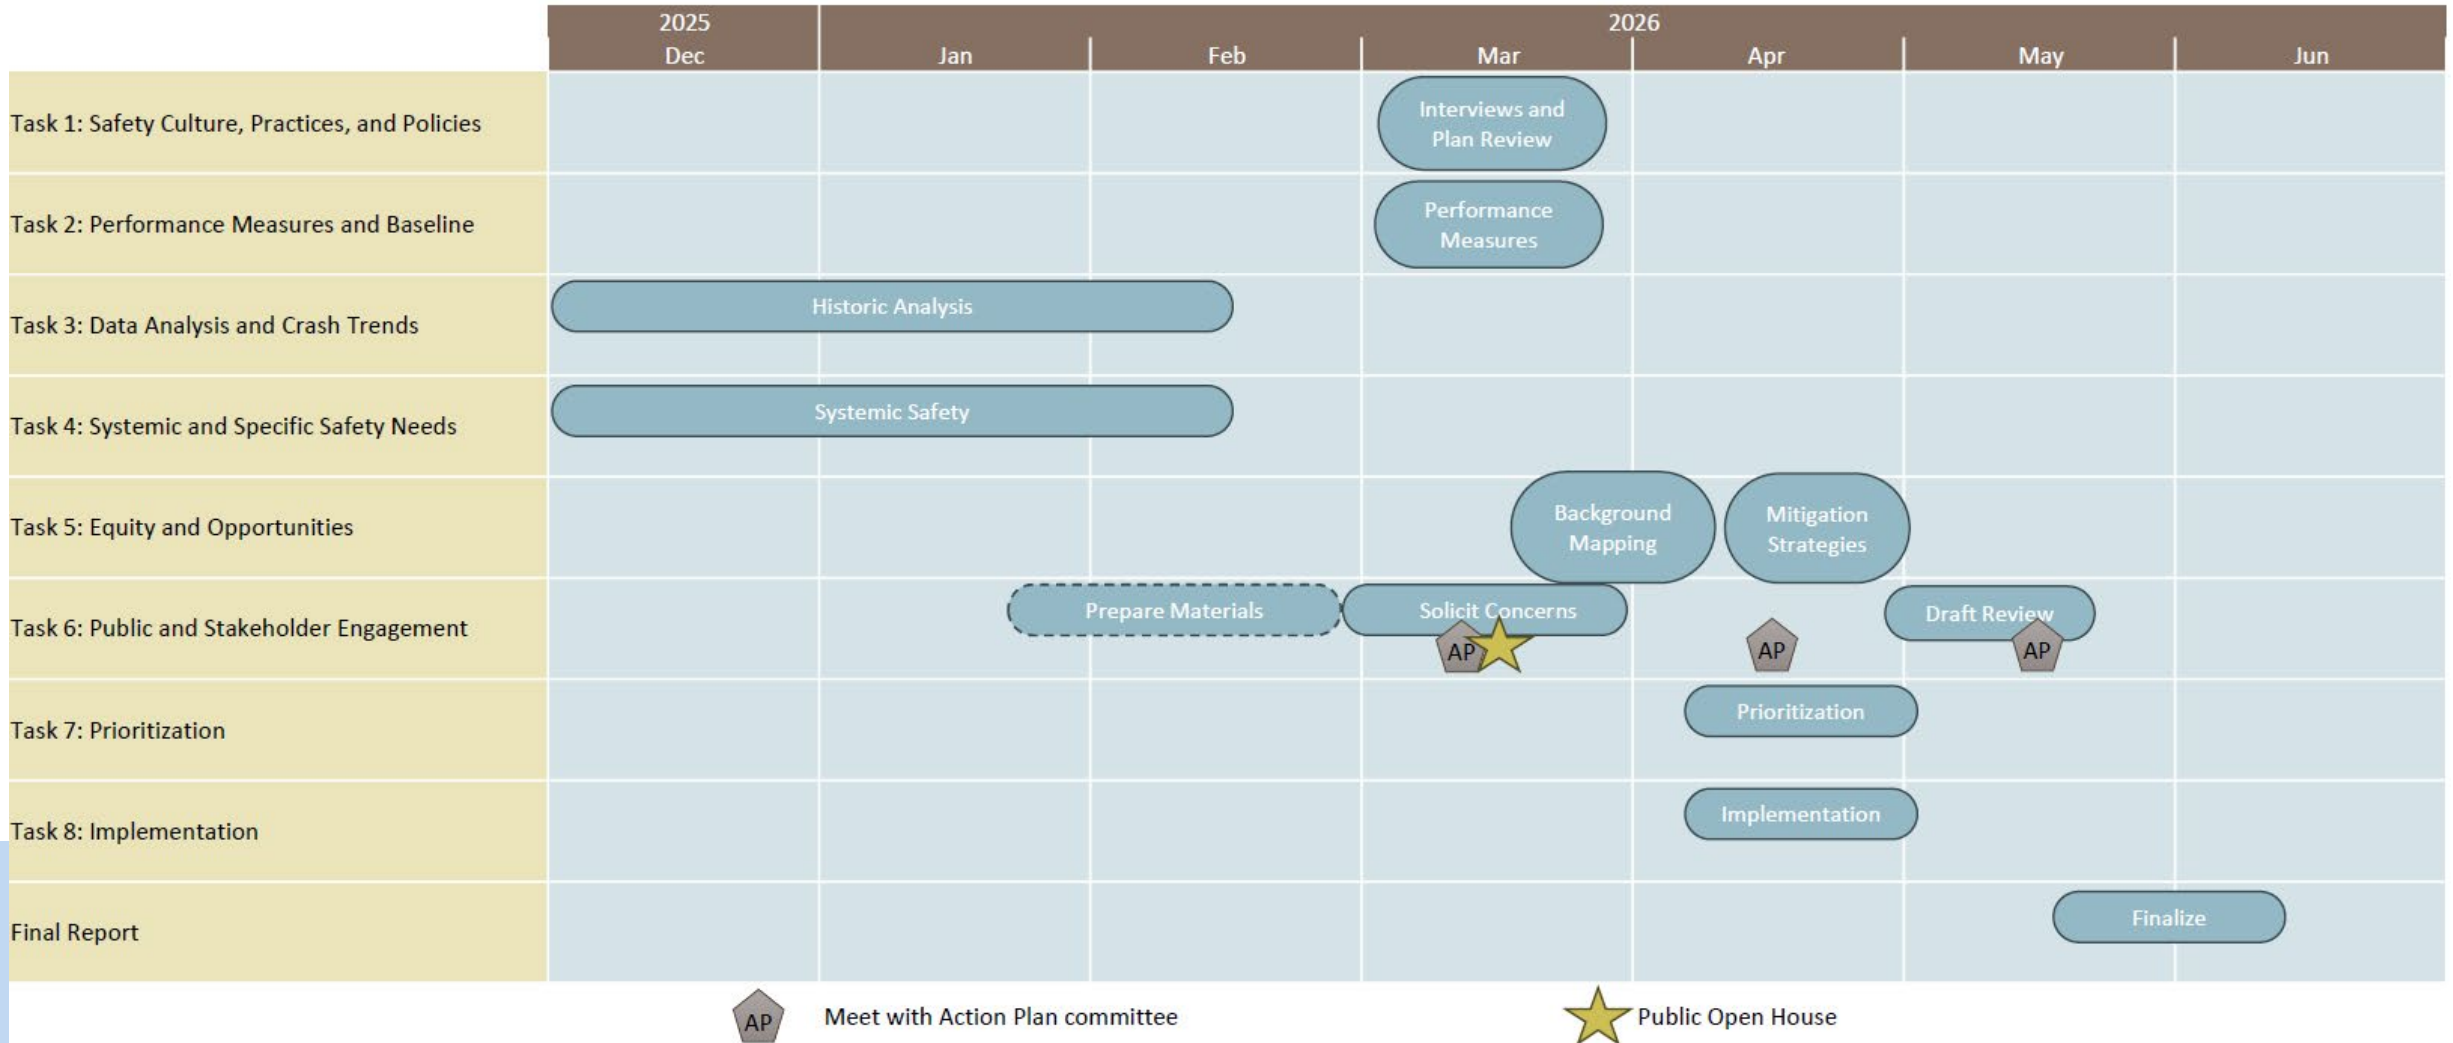 2025
2026
Dec
Jan
Feb
Mar
Apr
May
Jun
Task 1: Safety Culture, Practices, and Policies
Interviews and
Plan Review
Task 2: Performance Measures and Baseline
Performance
Measures
Task 3: Data Analysis and Crash Trends
Historic Analysis
Task 4: Systemic and Specific Safety Needs
Systemic Safety
Task 5: Equity and Opportunities
Background
Mapping
Mitigation
Strategies
Task 6: Public and Stakeholder Engagement
Prepare Materials
Solicit Concerns
Draft Review
AP
AP
AP
Task 7: Prioritization
Prioritization
Task 8: Implementation
Implementation
Final Report
Finalize
AP
Meet with Action Plan committee
Public Open House